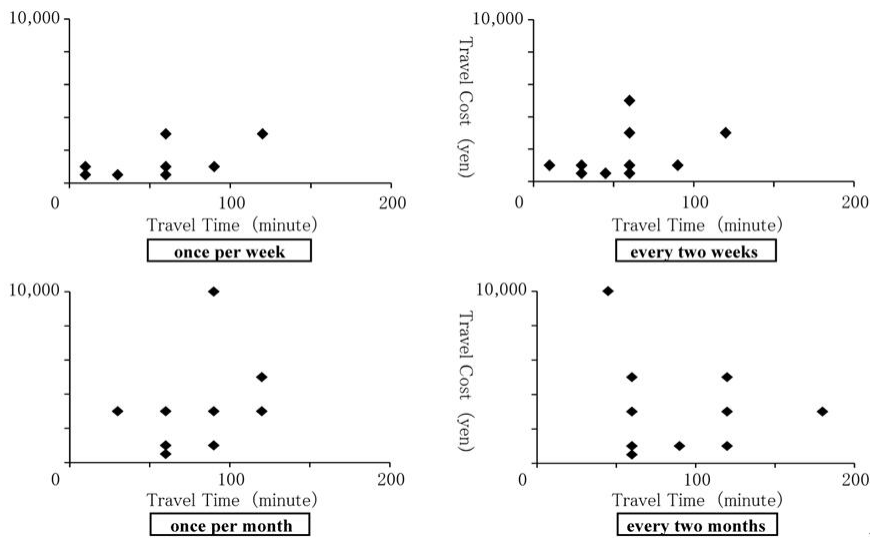 10,000
0
100
200
Travel Time (minute)
once per week
10,000
Travel Cost (yen)
0
100
200
Travel Time (minute)
every two weeks
10,000
0
100
200
Travel Time (minute)
once per month
10,000
Travel Cost (yen)
0
100
200
Travel Time (minute)
every two months